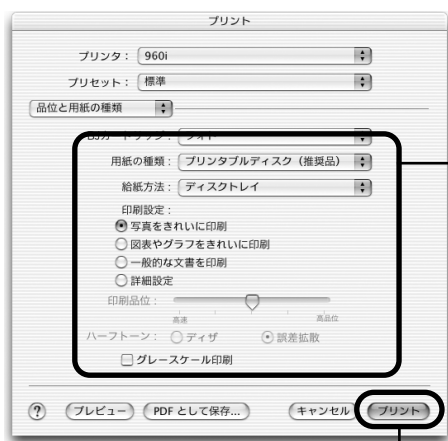 プリント
プリンタ： 960i
プリセット： 標準
品位と用紙の種類
用紙の種類： プリンタブルディスク（推奨品）
給紙方法： ディスクトレイ
印刷設定：
写真をきれいに印刷
図表やグラフをきれいに印刷
一般的な文書を印刷
詳細設定
印刷品位：
高速 高品位
ハーフトーン： ディザ 誤差拡散
グレースケール印刷
? プレビュー PDF として保存... キャンセル プリント